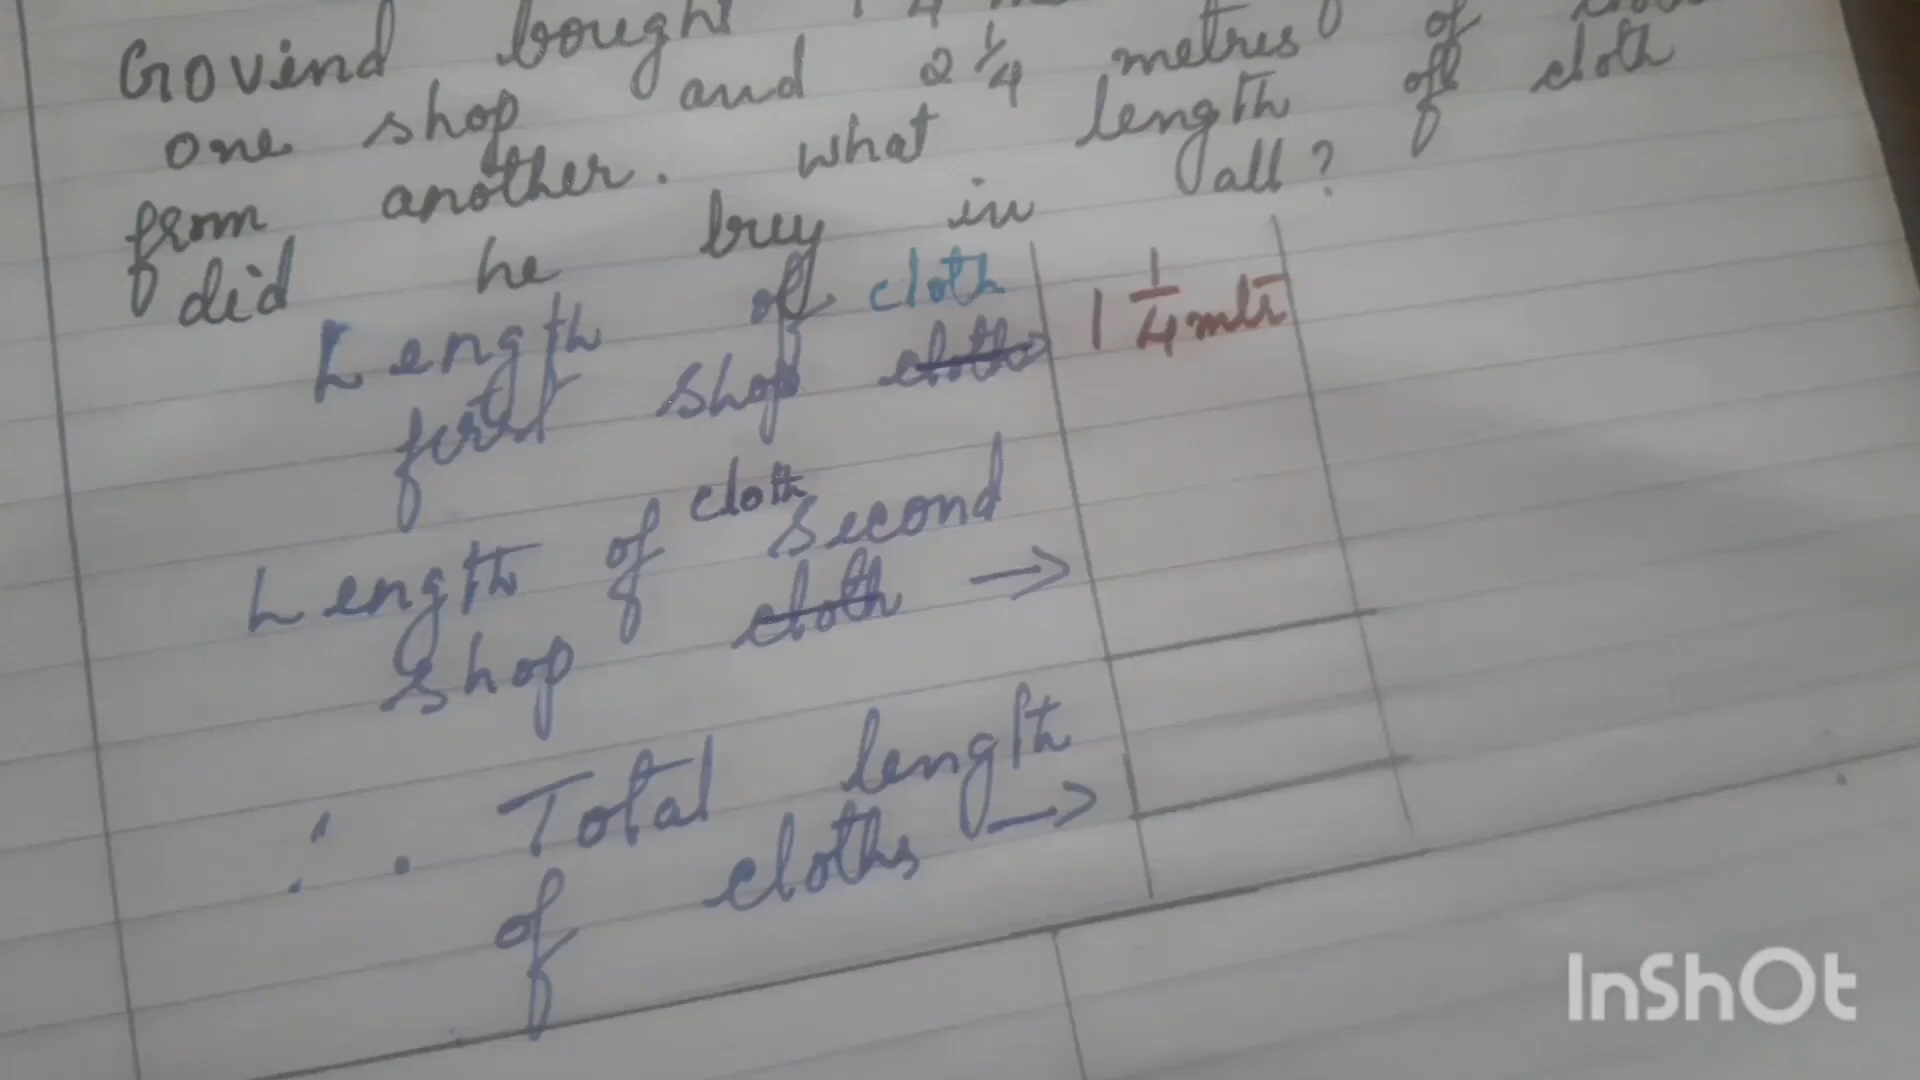 Govind bought
one shop and 2 1/4 metres of
from another. what length of cloth
did he buy in all?
Length of cloth
first shop cloth
1 1/4 mtr
Length of cloth second
shop cloth →
∴ Total length
of cloths →
InShOt